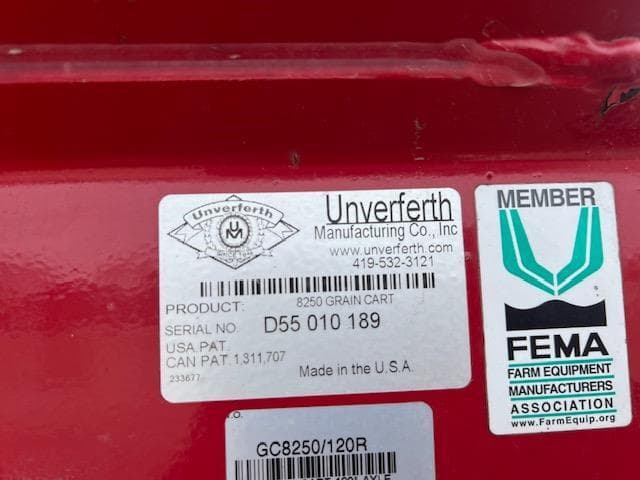 Unverferth
UM
Unverferth
Manufacturing Co., Inc
www.unverferth.com
419-532-3121
8250 GRAIN CART
PRODUCT:
SERIAL NO. D55 010 189
USA.PAT.
CAN PAT. 1,311,707
233677
Made in the U.S.A.
MEMBER
FEMA
FARM EQUIPMENT
MANUFACTURERS
ASSOCIATION
www.FarmEquip.org
GC8250/120R
AXLE